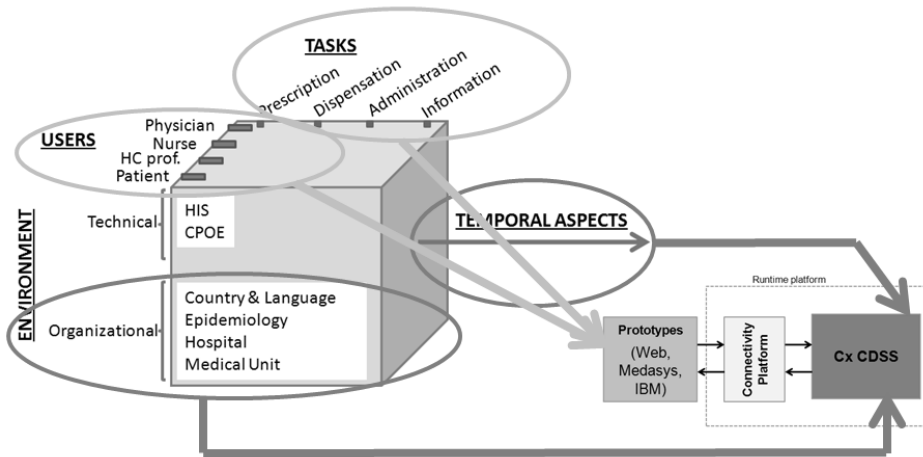 TASKS
Prescription
Dispensation
Administration
Information
USERS
Physician
Nurse
HC prof.
Patient
ENVIRONMENT
Technical
HIS
CPOE
TEMPORAL ASPECTS
Organizational
Country & Language
Epidemiology
Hospital
Medical Unit
Runtime platform
Prototypes
(Web,
Medasys,
IBM)
Connectivity
Platform
Cx CDSS